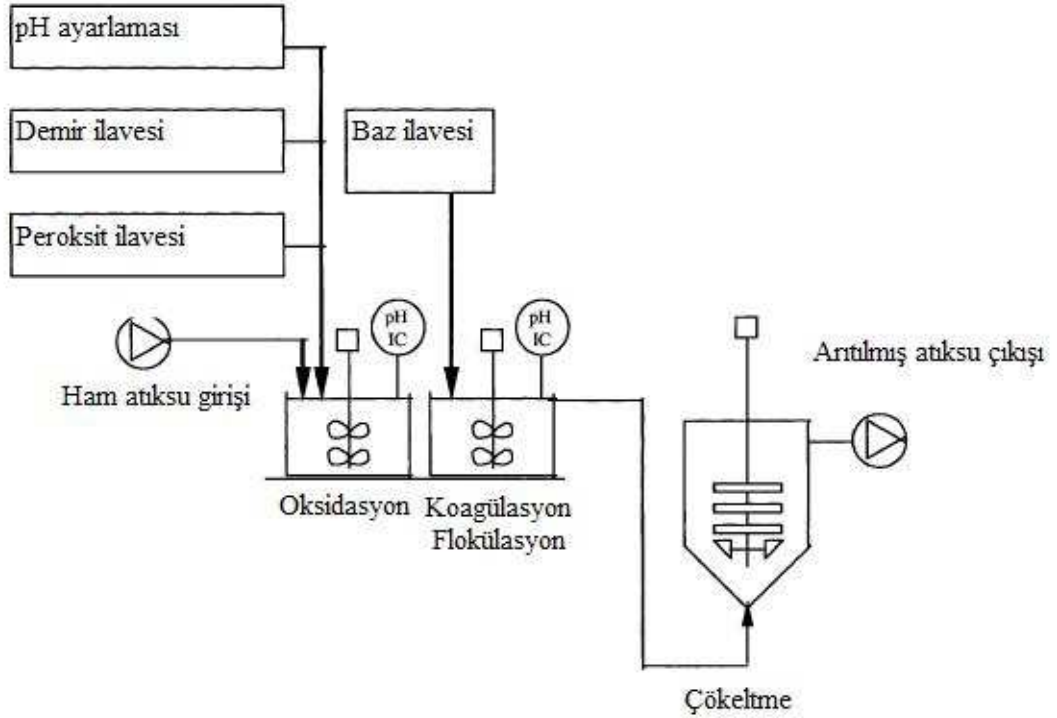 pH ayarlaması
Demir ilavesi
Baz ilavesi
Peroksit ilavesi
pH
IC
pH
IC
Ham atıksu girişi
Arıtılmış atıksu çıkışı
Oksidasyon
Koagülasyon
Flokülasyon
Çökeltme